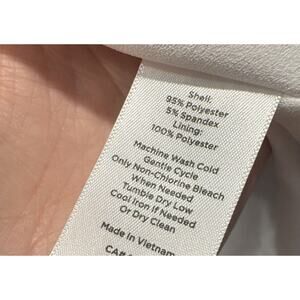 Shell:
95% Polyester
5% Spandex
Lining:
100% Polyester
Machine Wash Cold
Gentle Cycle
Only Non-Chlorine Bleach
When Needed
Tumble Dry Low
Cool Iron if Needed
Or Dry Clean
Made in Vietnam
CA#